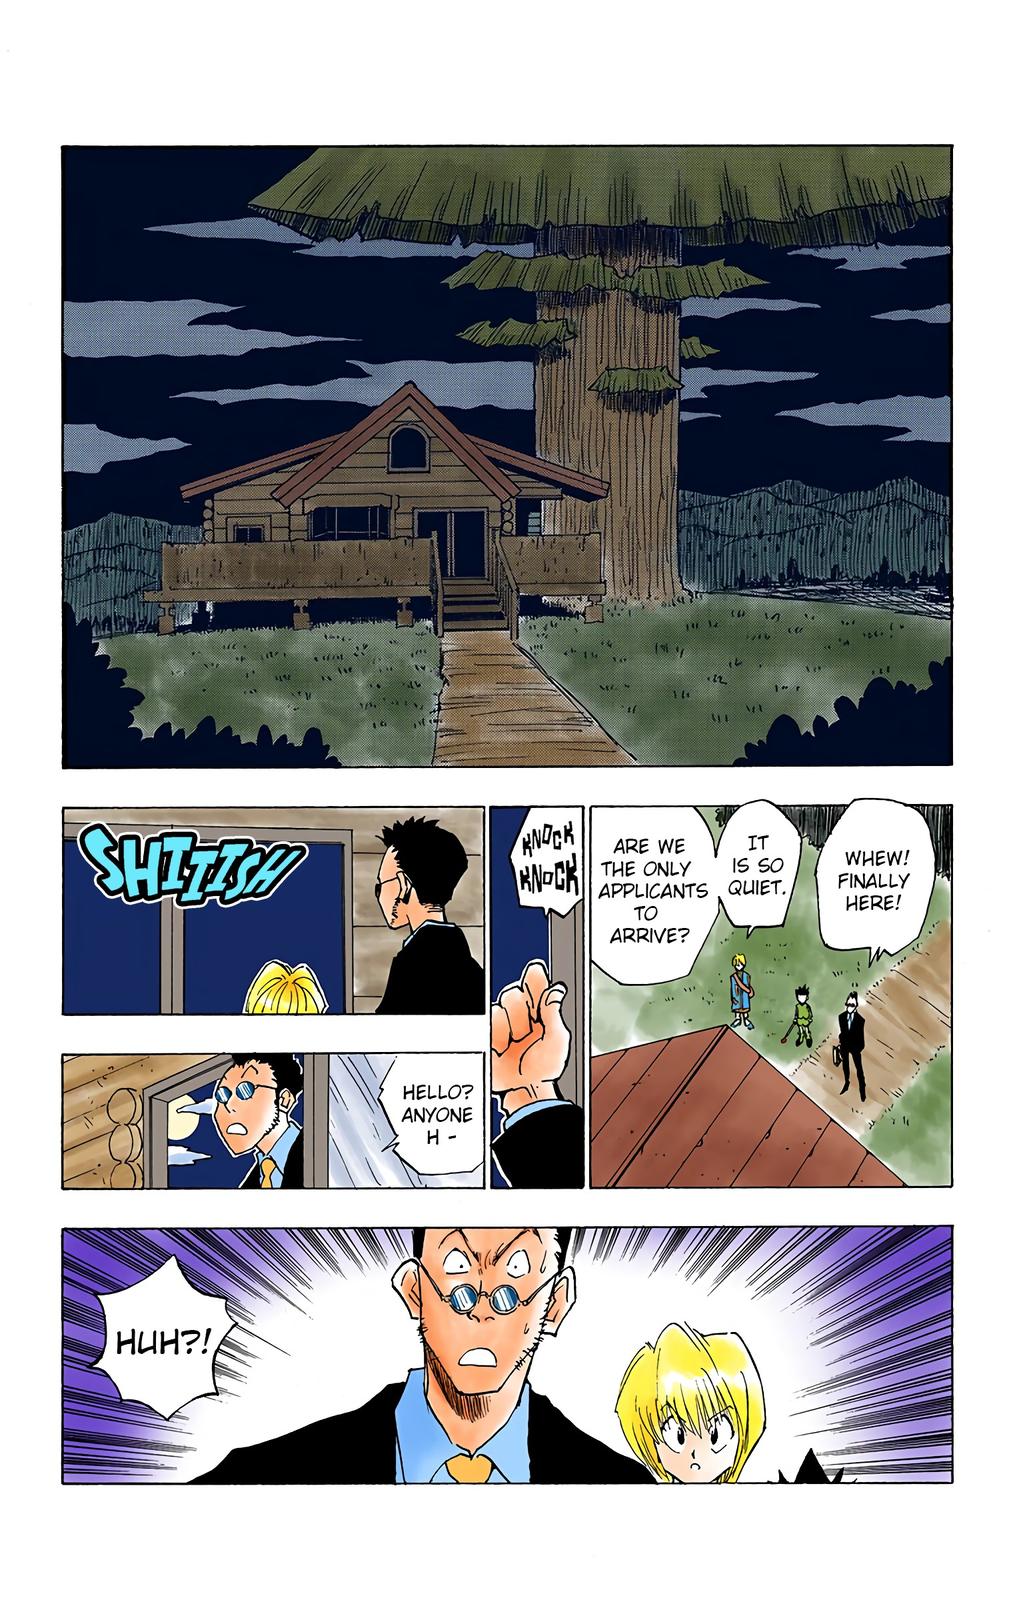 WHEW!
FINALLY
HERE!
IT
IS SO
QUIET.
ARE WE
THE ONLY
APPLICANTS
TO
ARRIVE?
KNOCK
KNOCK
SHIIISH
HELLO?
ANYONE
H -
HUH?!